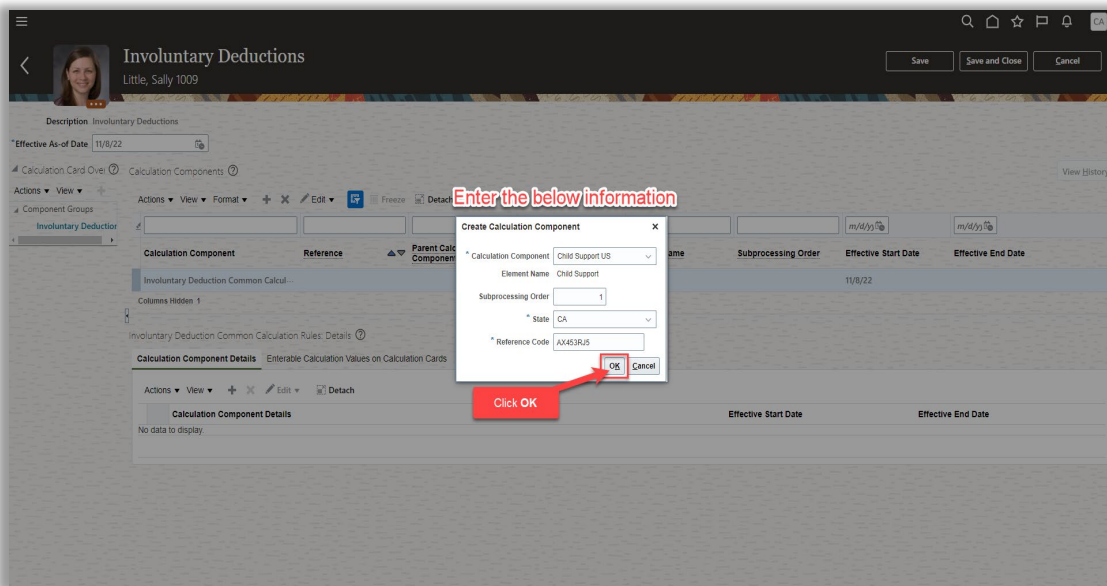 CA
Involuntary Deductions
Little, Sally 1009
Save
Save and Close
Cancel
Description Involuntary Deductions
*Effective As-of Date 11/8/22
Calculation Card Over
Calculation Components
View History
Actions View
Actions View Format Edit Freeze Detach
Enter the below information
Component Groups
Involuntary Deduction
m/d/yy
m/d/yy
Calculation Component Reference Parent Calc Component ame Subprocessing Order Effective Start Date Effective End Date
Involuntary Deduction Common Calcul...
11/8/22
Columns Hidden 1
Create Calculation Component
* Calculation Component Child Support US
Element Name Child Support
Subprocessing Order 1
* State CA
* Reference Code AX453RJ5
OK Cancel
Click OK
Involuntary Deduction Common Calculation Rules: Details
Calculation Component Details Enterable Calculation Values on Calculation Cards
Actions View Edit Detach
Calculation Component Details Effective Start Date Effective End Date
No data to display.